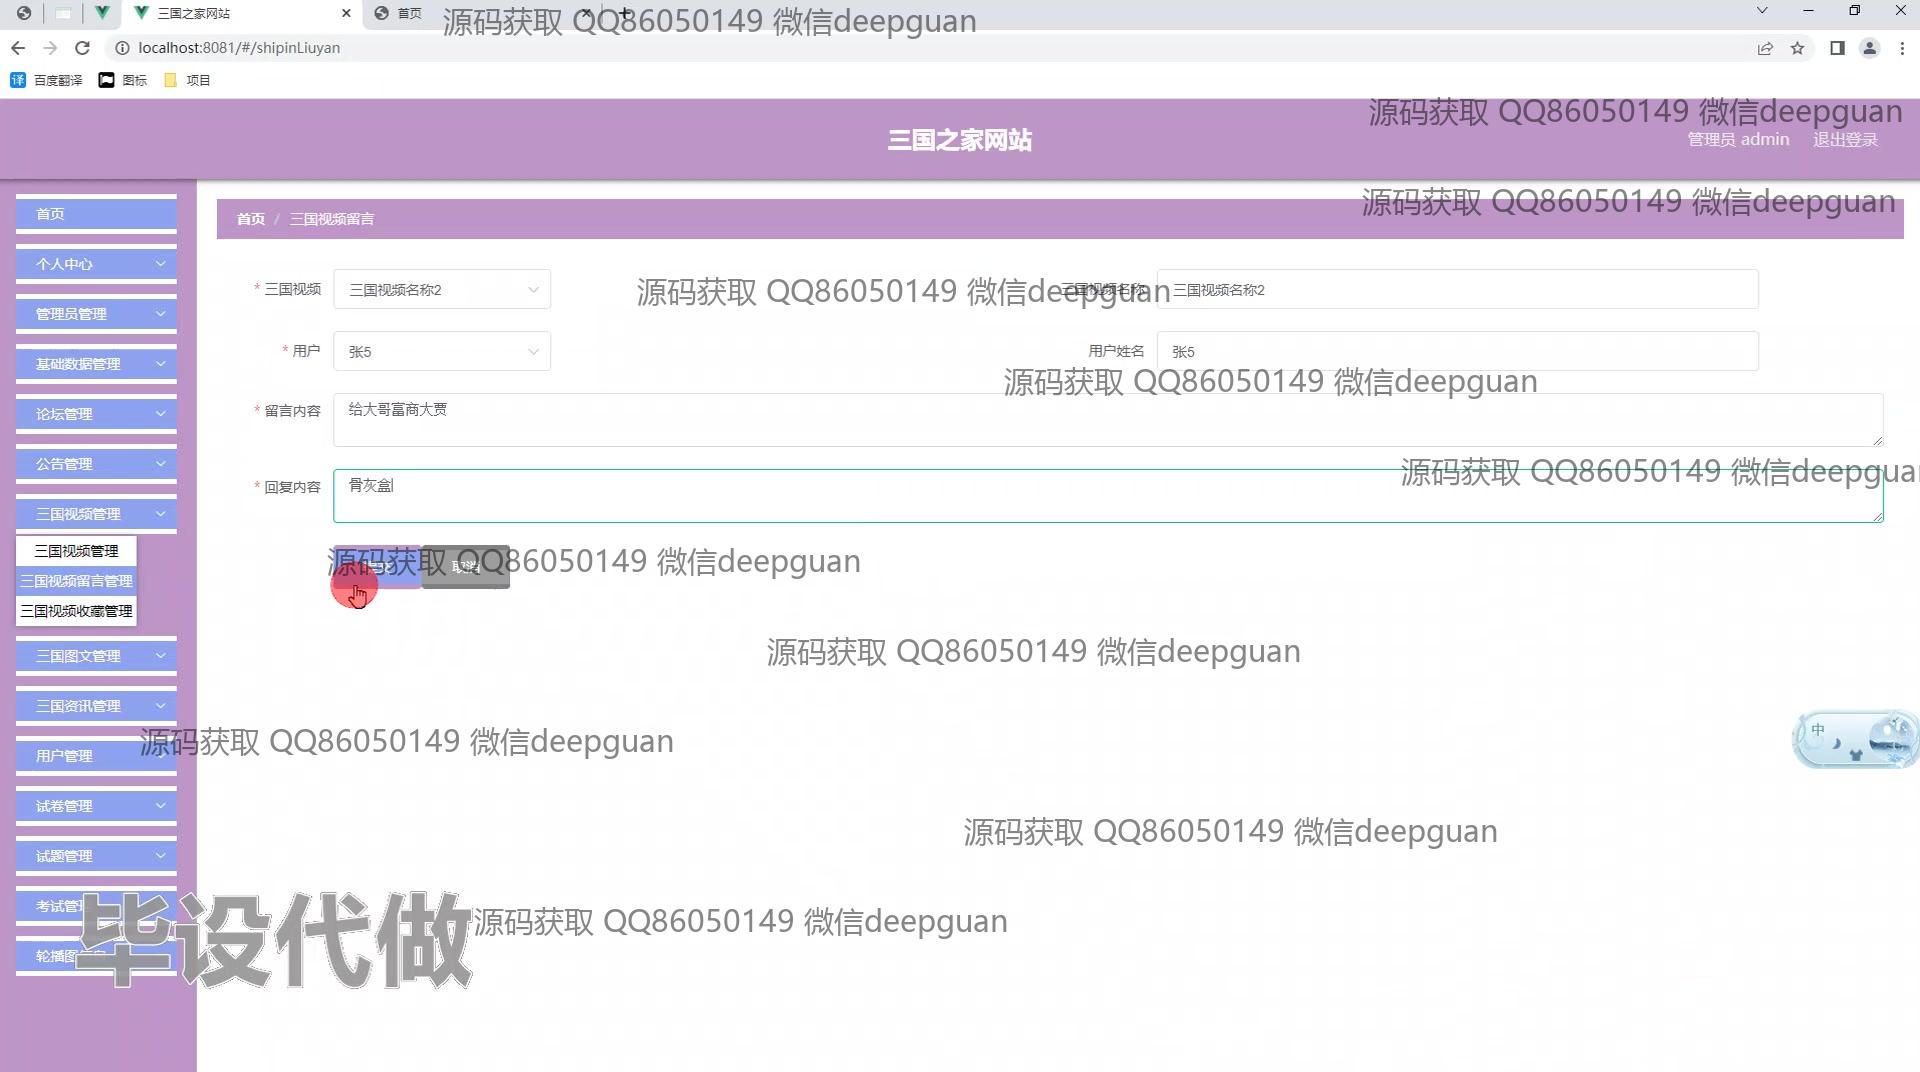 三国之家网站
首页
源码获取 QQ86050149 微信deepguan
localhost:8081/#/shipinLiuyan
百度翻译
图标
项目
源码获取 QQ86050149 微信deepguan
三国之家网站
管理员 admin
退出登录
源码获取 QQ86050149 微信deepguan
首页
首页 / 三国视频留言
个人中心
* 三国视频
三国视频名称2
源码获取 QQ86050149 微信deepguan
三国视频名称
三国视频名称2
管理员管理
* 用户
张5
用户姓名
张5
基础数据管理
源码获取 QQ86050149 微信deepguan
论坛管理
* 留言内容
给大哥富商大贾
公告管理
源码获取 QQ86050149 微信deepguan
* 回复内容
骨灰盒
三国视频管理
三国视频管理
源码获取 QQ86050149 微信deepguan
取消
三国视频留言管理
三国视频收藏管理
三国图文管理
源码获取 QQ86050149 微信deepguan
三国资讯管理
源码获取 QQ86050149 微信deepguan
中
用户管理
试卷管理
源码获取 QQ86050149 微信deepguan
试题管理
考试管
毕设代做
源码获取 QQ86050149 微信deepguan
轮播图